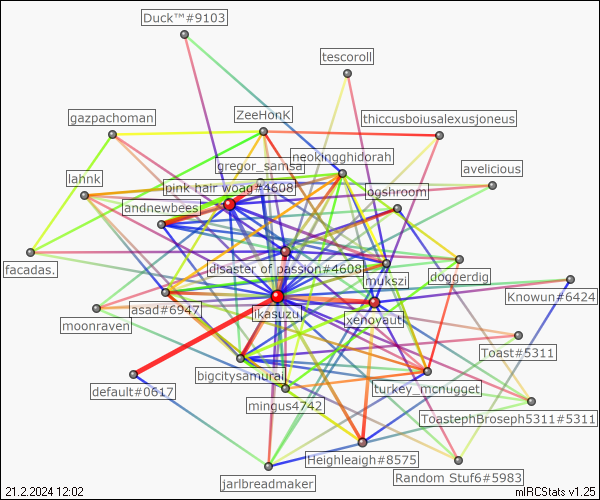 Duck™#9103
tescoroll
gazpachoman
ZeeHonK
thiccusboiusalexusjoneus
gregor_samsa
neokingghidorah
avelicious
lahnk
pink hair woag#4608
ogshroom
andnewbees
facadas.
disaster of passion#4608
mukszi
doggerdig
Knowun#6424
moonraven
asad#6947
ikasuzu
xenoyaut
Toast#5311
default#0617
bigcitysamurai
mingus4742
turkey_mcnugget
ToastephBroseph5311#5311
Heighleaigh#8575
Random Stuf6#5983
jarlbreadmaker
21.2.2024 12:02
mIRCStats v1.25